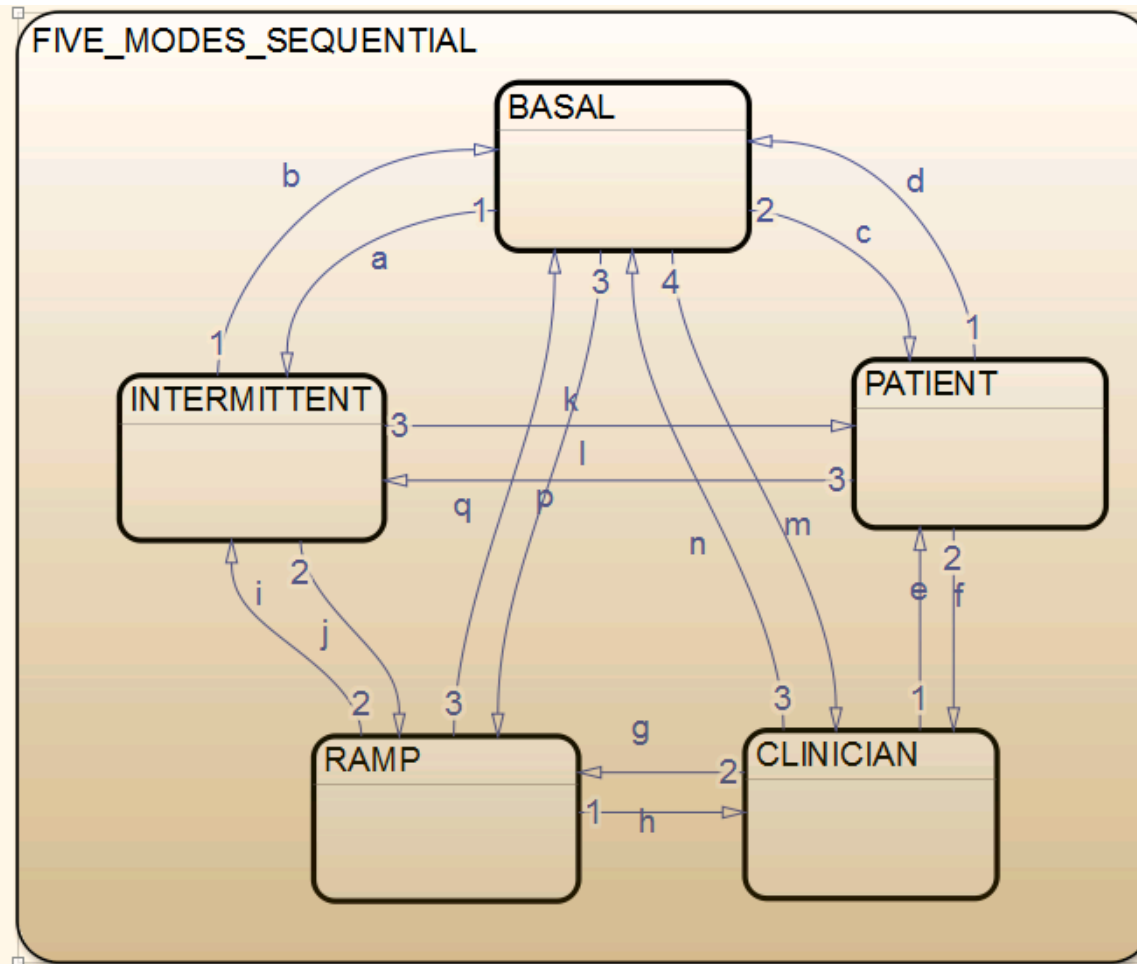 FIVE_MODES_SEQUENTIAL
BASAL
b
d
1
2
c
a
3
4
1
1
INTERMITTENT
PATIENT
3
k
l
3
q
p
n
m
2
2
i
e
f
j
2
3
3
1
g
RAMP
CLINICIAN
2
1
h